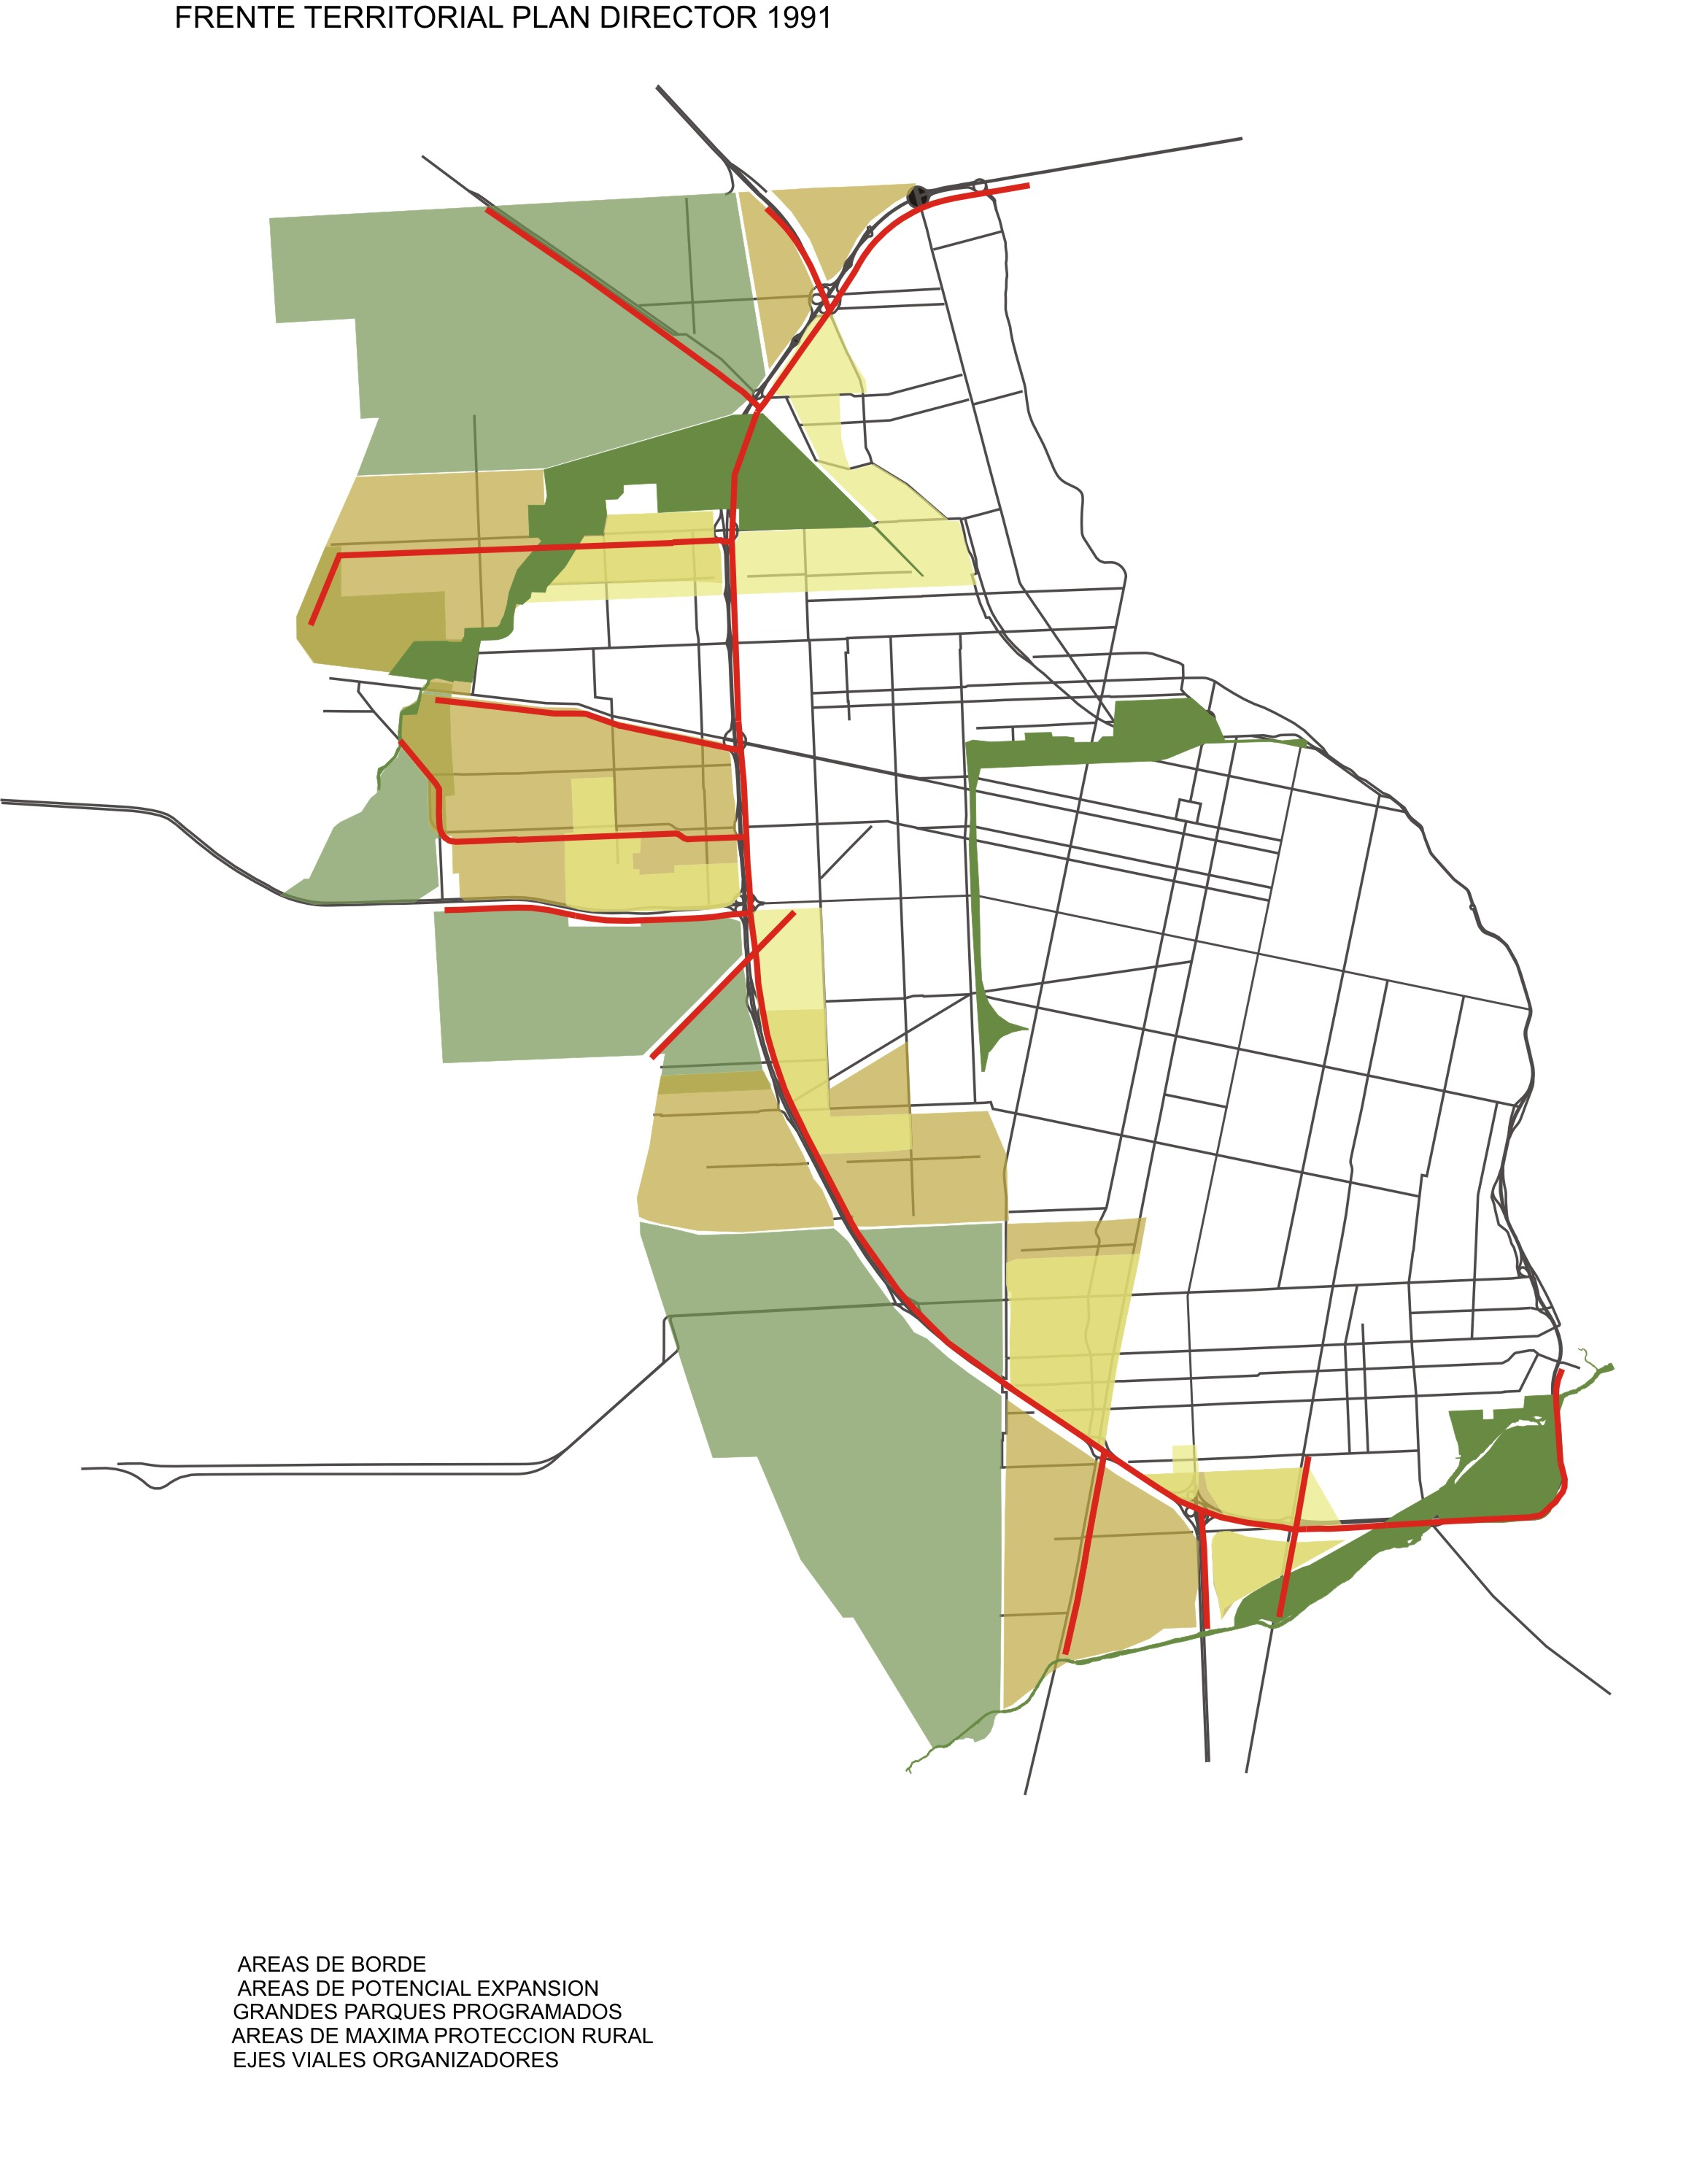 FRENTE TERRITORIAL PLAN DIRECTOR 1991
AREAS DE BORDE
AREAS DE POTENCIAL EXPANSION
GRANDES PARQUES PROGRAMADOS
AREAS DE MAXIMA PROTECCION RURAL
EJES VIALES ORGANIZADORES